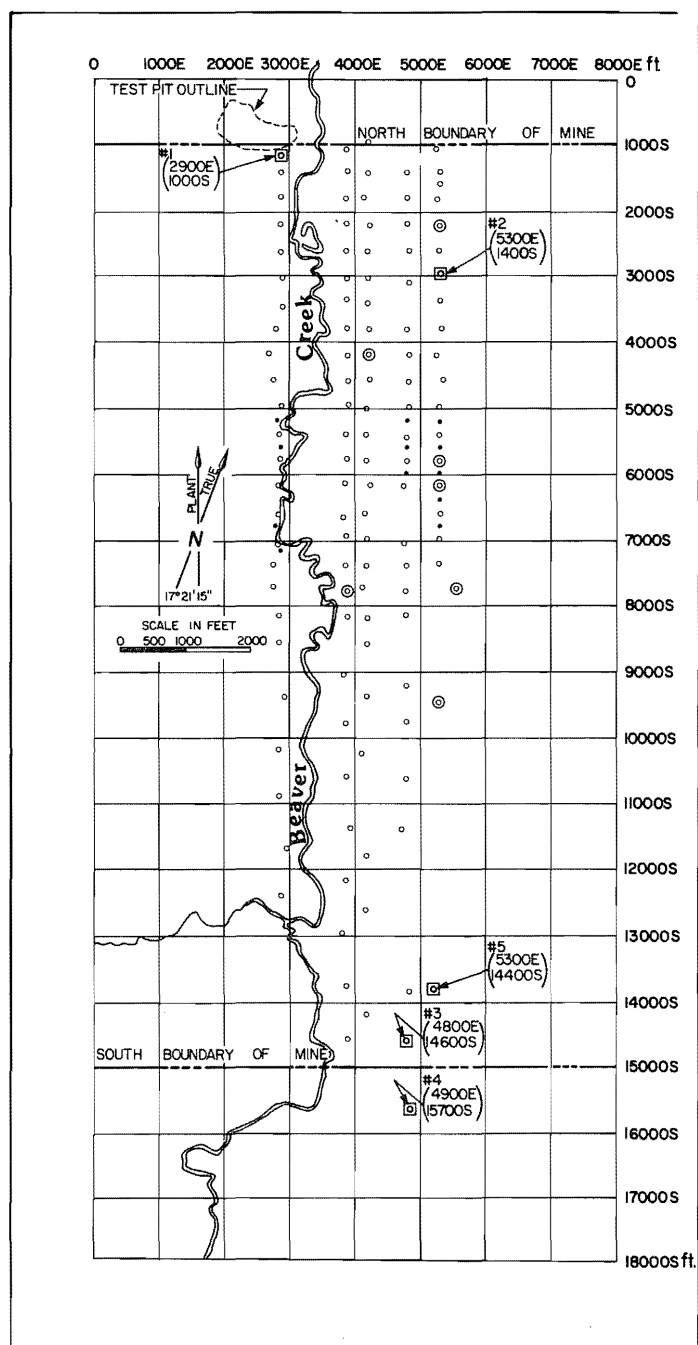 0 1000E 2000E 3000E 4000E 5000E 6000E 7000E 8000E ft
0
TEST PIT OUTLINE
NORTH BOUNDARY OF MINE
1000S
#1
(2900E
1000S)
2000S
#2
(5300E
1400S)
3000S
Creek
4000S
5000S
6000S
PLANT
TRUE
N
7000S
17°21'15"
8000S
SCALE IN FEET
0 500 1000 2000
9000S
10000S
Beaver
11000S
12000S
13000S
#5
(5300E
14400S)
14000S
#3
(4800E
14600S)
SOUTH BOUNDARY OF MINE
15000S
#4
(4900E
15700S)
16000S
17000S
18000S ft.